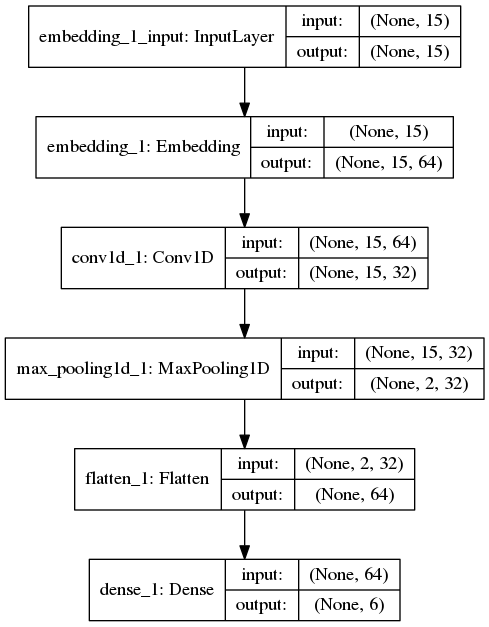 embedding_1_input: InputLayer
input: (None, 15)
output: (None, 15)
embedding_1: Embedding
input: (None, 15)
output: (None, 15, 64)
conv1d_1: Conv1D
input: (None, 15, 64)
output: (None, 15, 32)
max_pooling1d_1: MaxPooling1D
input: (None, 15, 32)
output: (None, 2, 32)
flatten_1: Flatten
input: (None, 2, 32)
output: (None, 64)
dense_1: Dense
input: (None, 64)
output: (None, 6)